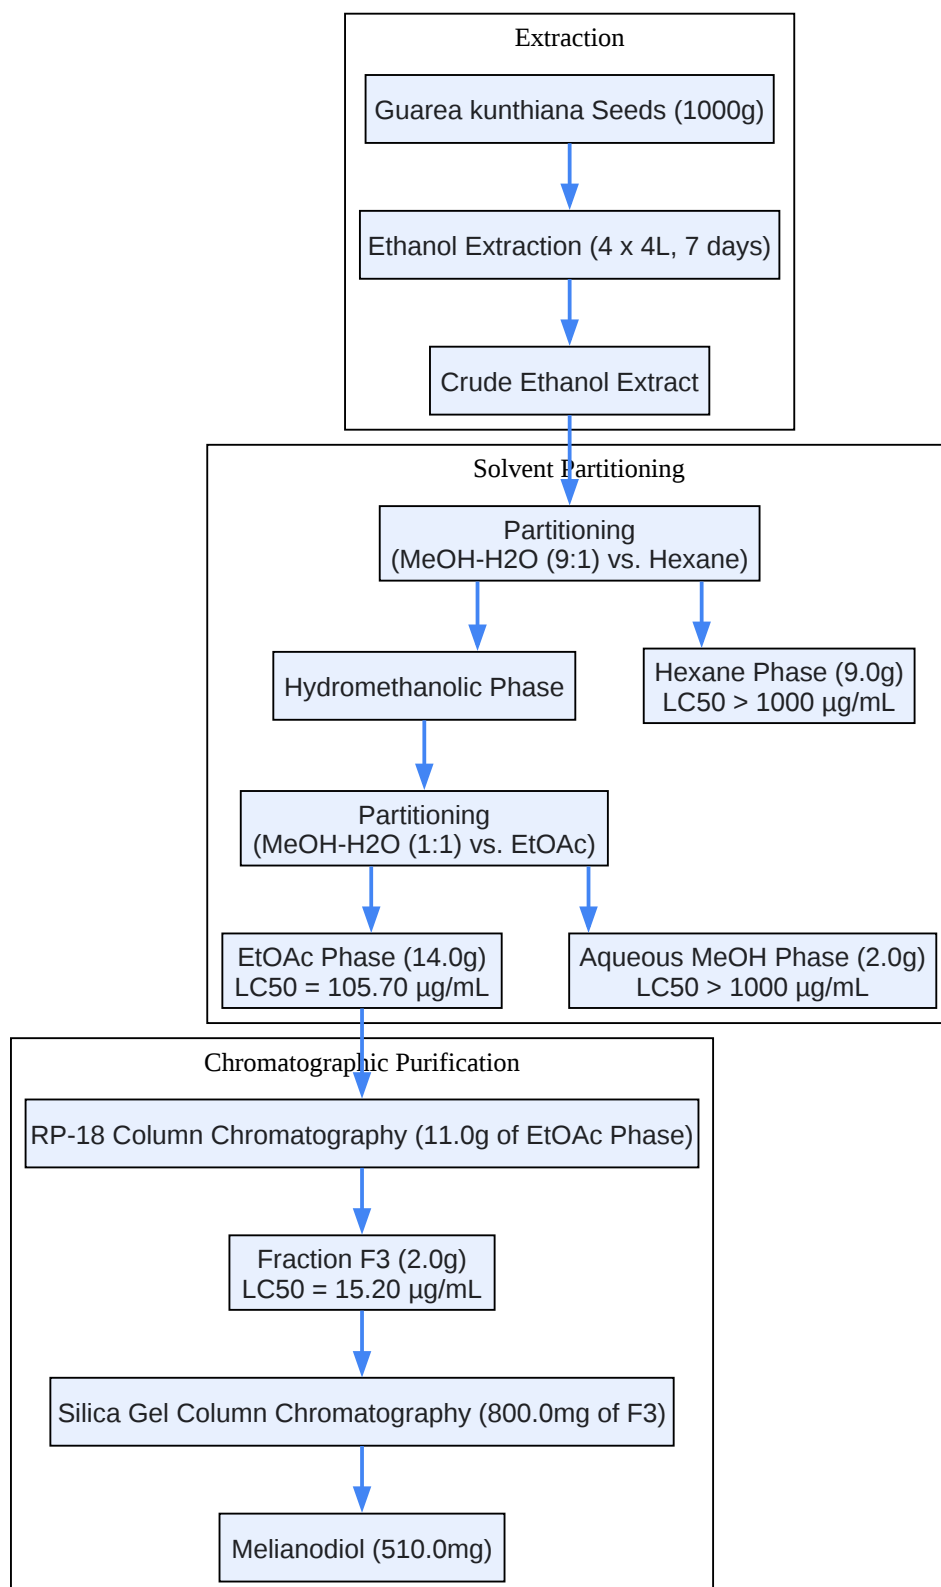 Extraction
Guarea kunthiana Seeds (1000g)
Ethanol Extraction (4 x 4L, 7 days)
Crude Ethanol Extract
Solvent Partitioning
Partitioning
(MeOH-H2O (9:1) vs. Hexane)
Hydromethanolic Phase
Hexane Phase (9.0g)
LC50 > 1000 µg/mL
Partitioning
(MeOH-H2O (1:1) vs. EtOAc)
EtOAc Phase (14.0g)
LC50 = 105.70 µg/mL
Aqueous MeOH Phase (2.0g)
LC50 > 1000 µg/mL
Chromatographic Purification
RP-18 Column Chromatography (11.0g of EtOAc Phase)
Fraction F3 (2.0g)
LC50 = 15.20 µg/mL
Silica Gel Column Chromatography (800.0mg of F3)
Melianodiol (510.0mg)